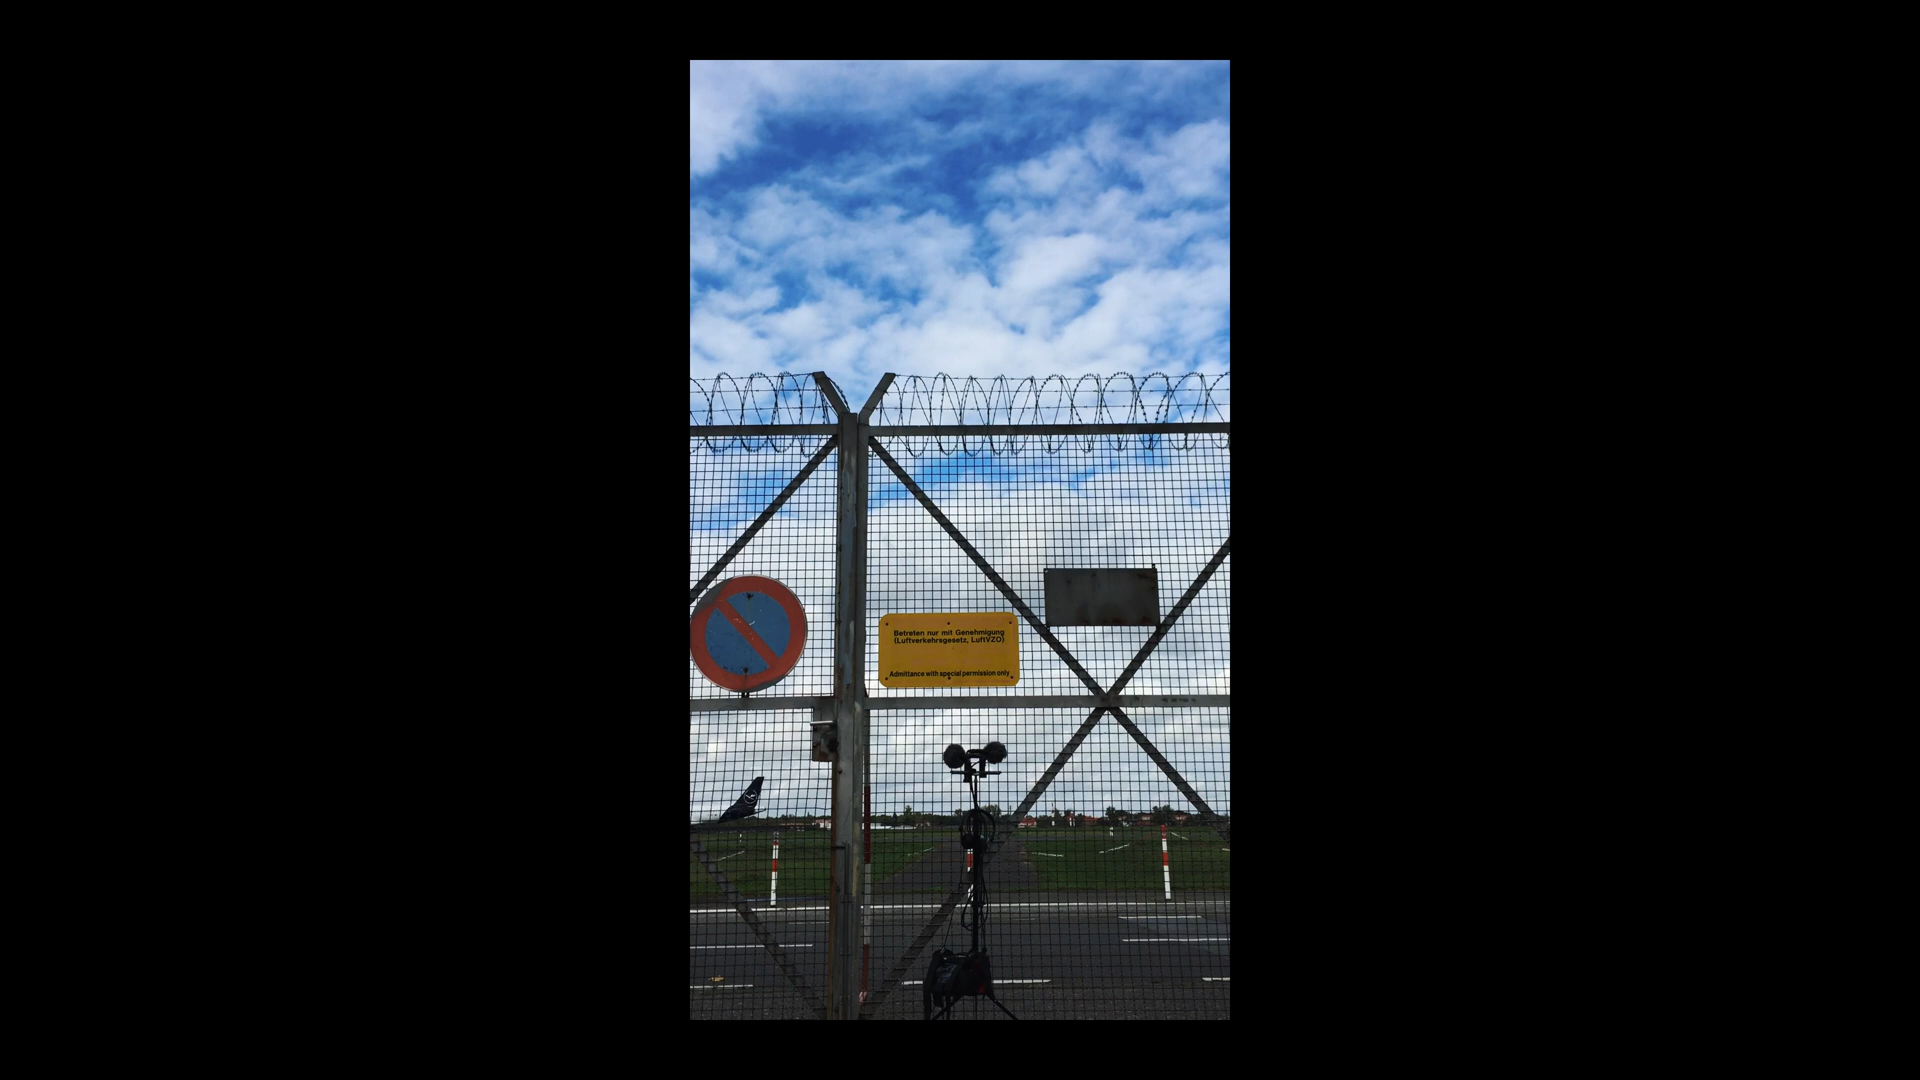 Betreten nur mit Genehmigung
(Luftverkehrsgesetz, LuftVZO)
Admittance with special permission only